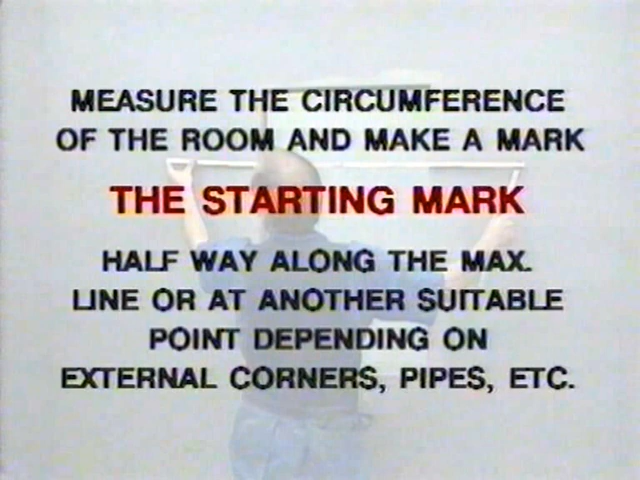 MEASURE THE CIRCUMFERENCE
OF THE ROOM AND MAKE A MARK
THE STARTING MARK
HALF WAY ALONG THE MAX.
LINE OR AT ANOTHER SUITABLE
POINT DEPENDING ON
EXTERNAL CORNERS, PIPES, ETC.